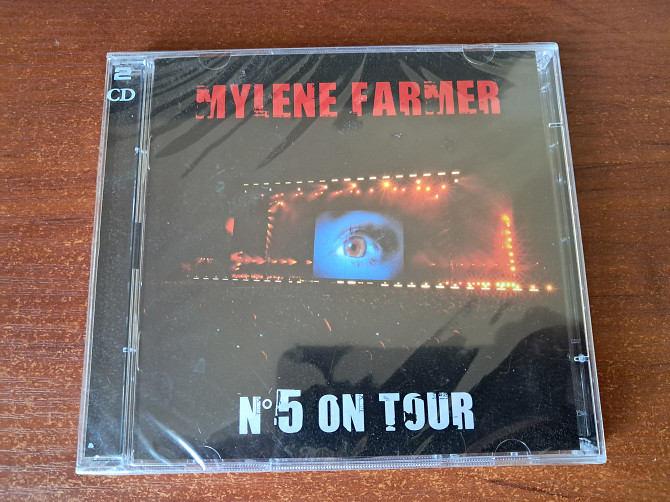 2
CD
MYLENE FARMER
N°5 ON TOUR